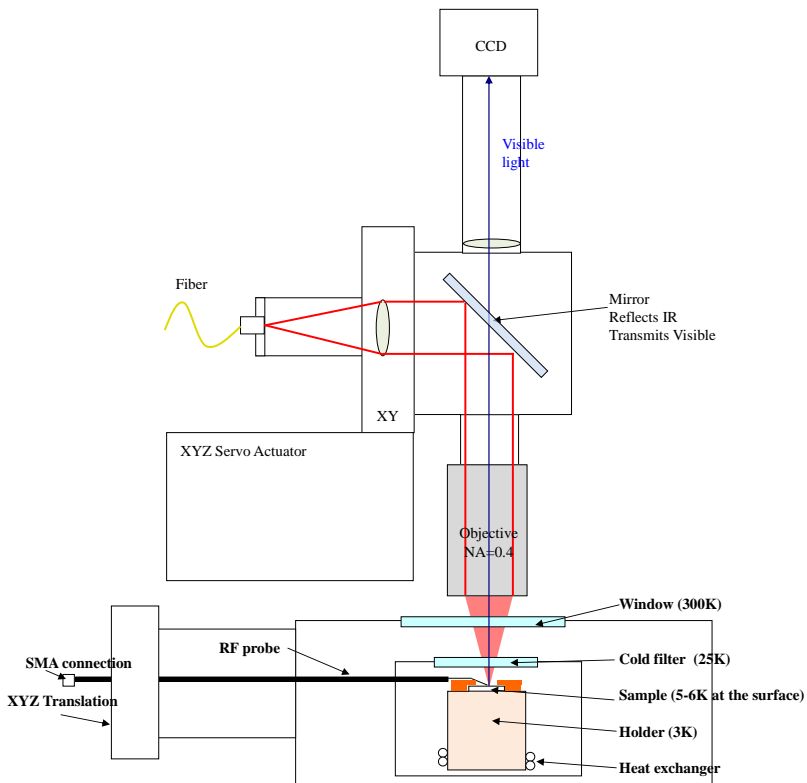 CCD
Visible
light
Fiber
Mirror
Reflects IR
Transmits Visible
XY
XYZ Servo Actuator
Objective
NA=0.4
Window (300K)
RF probe
SMA connection
Cold filter (25K)
XYZ Translation
Sample (5-6K at the surface)
Holder (3K)
Heat exchanger